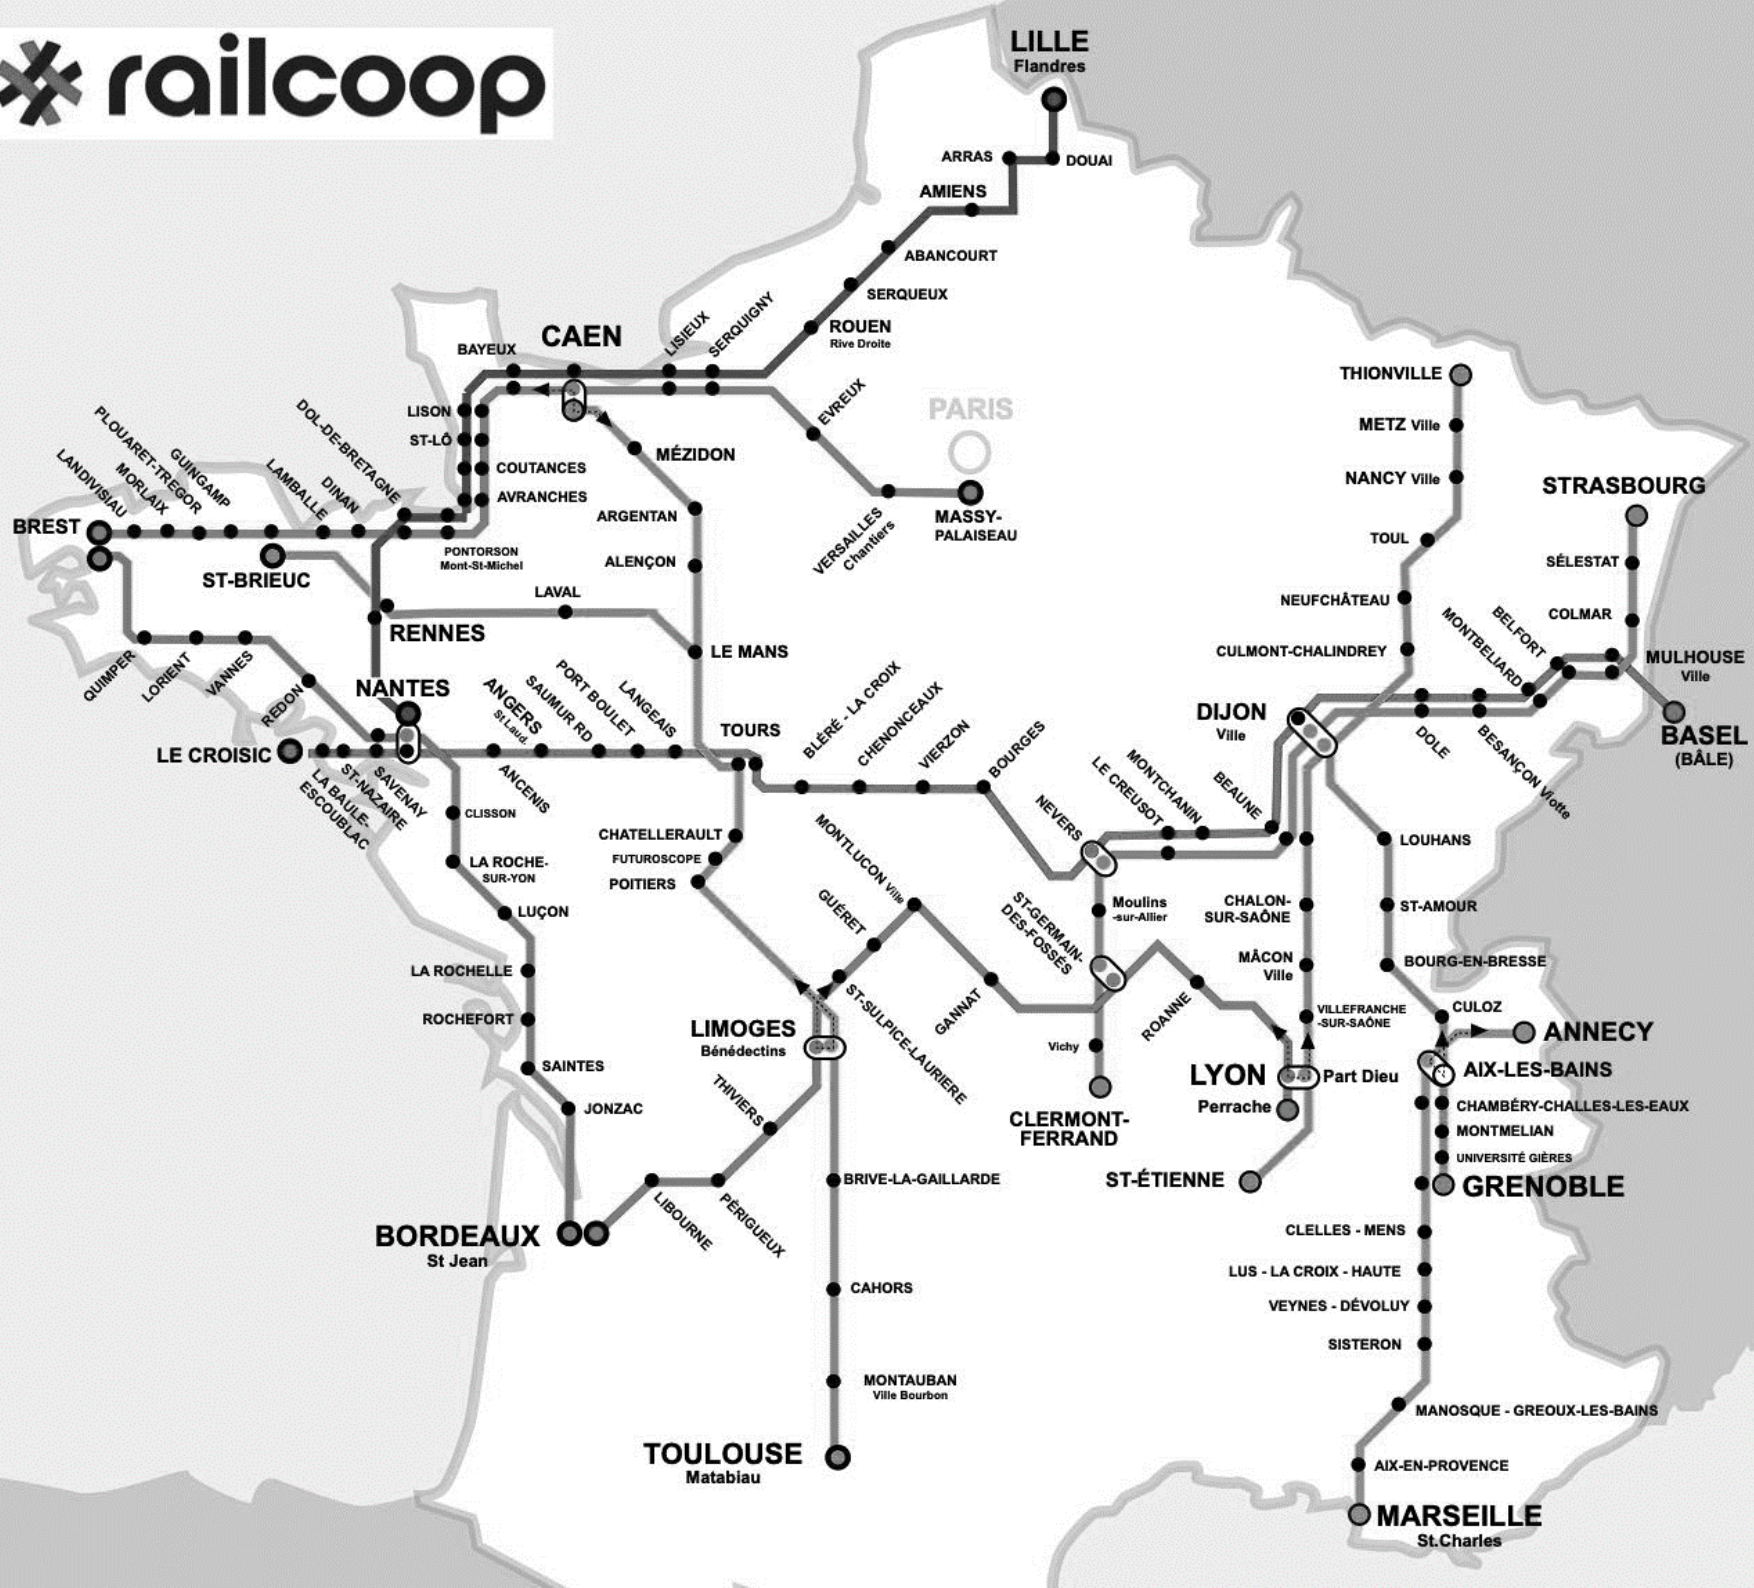 railcoop
LILLE
Flandres
ARRAS
DOUAI
AMIENS
ABANCOURT
SERQUEUX
ROUEN
Rive Droite
CAEN
BAYEUX
LISIEUX
SERQUIGNY
THIONVILLE
PARIS
EVREUX
LISON
METZ Ville
ST-LÔ
MÉZIDON
DOL-DE-BRETAGNE
PLOUARET-TREGOR
GUINGAMP
LANDIVISIAU
MORLAIX
LAMBALLE
DINAN
COUTANCES
NANCY Ville
STRASBOURG
AVRANCHES
ARGENTAN
VERSAILLES
Chantiers
MASSY-
PALAISEAU
BREST
TOUL
PONTORSON
Mont-St-Michel
ALENÇON
SÉLESTAT
ST-BRIEUC
LAVAL
NEUFCHÂTEAU
COLMAR
RENNES
BELFORT
MONTBELIARD
LE MANS
CULMONT-CHALINDREY
MULHOUSE
Ville
QUIMPER
LORIENT
VANNES
REDON
NANTES
ANGERS
St Laud.
SAUMUR RD
PORT BOULET
LANGEAIS
TOURS
BLÉRÉ - LA CROIX
CHENONCEAUX
VIERZON
BOURGES
DIJON
Ville
DOLE
BESANÇON Viotte
BASEL
(BÂLE)
LE CROISIC
LA BAULE-
ESCOUBLAC
ST-NAZAIRE
SAVENAY
ANCENIS
NEVERS
LE CREUSOT
MONTCHANIN
BEAUNE
CLISSON
CHATELLERAULT
MONTLUCON Ville
LOUHANS
FUTUROSCOPE
LA ROCHE-
SUR-YON
POITIERS
GUÉRET
ST-GERMAIN-
DES-FOSSÉS
Moulins
-sur-Allier
CHALON-
SUR-SAÔNE
ST-AMOUR
LUÇON
LA ROCHELLE
MÂCON
Ville
BOURG-EN-BRESSE
ROCHEFORT
GANNAT
ROANNE
VILLEFRANCHE
-SUR-SAÔNE
CULOZ
LIMOGES
Bénédectins
ST-SULPICE-LAURIERE
Vichy
ANNECY
SAINTES
LYON
Part Dieu
AIX-LES-BAINS
JONZAC
THIVIERS
CLERMONT-
FERRAND
Perrache
CHAMBÉRY-CHALLES-LES-EAUX
MONTMELIAN
UNIVERSITÉ GIÈRES
BRIVE-LA-GAILLARDE
ST-ÉTIENNE
GRENOBLE
BORDEAUX
St Jean
LIBOURNE
PÉRIGUEUX
CLELLES - MENS
LUS - LA CROIX - HAUTE
CAHORS
VEYNES - DÉVOLUY
SISTERON
MONTAUBAN
Ville Bourbon
MANOSQUE - GREOUX-LES-BAINS
TOULOUSE
Matabiau
AIX-EN-PROVENCE
MARSEILLE
St.Charles